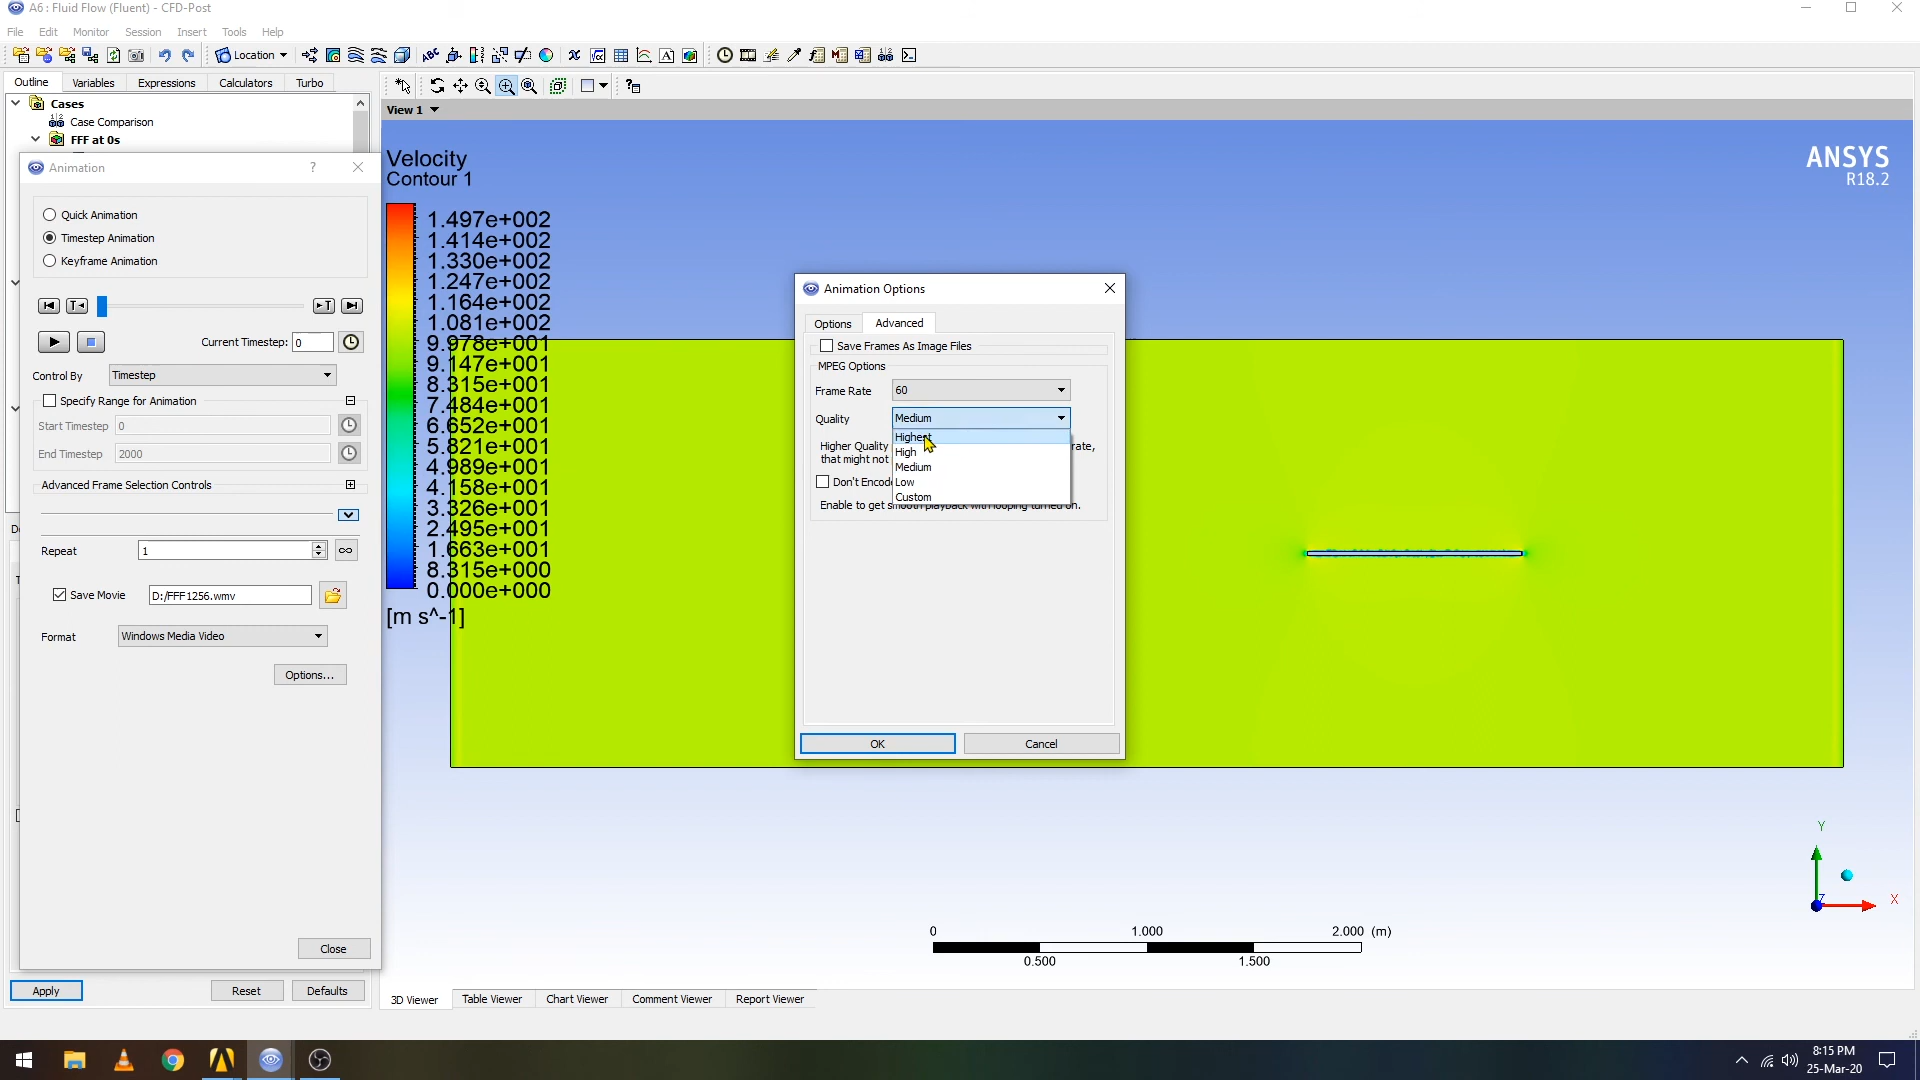 A6 : Fluid Flow (Fluent) - CFD-Post
File Edit Monitor Session Insert Tools Help
Location
Outline Variables Expressions Calculators Turbo
View 1
Cases
Case Comparison
FFF at 0s
Animation
?
Quick Animation
Timestep Animation
Keyframe Animation
Current Timestep: 0
Control By Timestep
Specify Range for Animation
Start Timestep 0
End Timestep 2000
Advanced Frame Selection Controls
Repeat 1
Save Movie D:/FFF1256.wmv
Format Windows Media Video
Options...
Close
Apply Reset Defaults
Velocity
Contour 1
1.497e+002
1.414e+002
1.330e+002
1.247e+002
1.164e+002
1.081e+002
9.978e+001
9.147e+001
8.315e+001
7.484e+001
6.652e+001
5.821e+001
4.989e+001
4.158e+001
3.326e+001
2.495e+001
1.663e+001
8.315e+000
0.000e+000
[m s^-1]
ANSYS
R18.2
Animation Options
Options Advanced
Save Frames As Image Files
MPEG Options
Frame Rate 60
Quality Medium
Highest
High
Medium
Low
Custom
Higher Quality rate,
that might not
Don't Encode
Enable to get smooth playback with looping turned on.
OK Cancel
Y
Z X
0 1.000 2.000 (m)
0.500 1.500
3D Viewer Table Viewer Chart Viewer Comment Viewer Report Viewer
8:15 PM
25-Mar-20